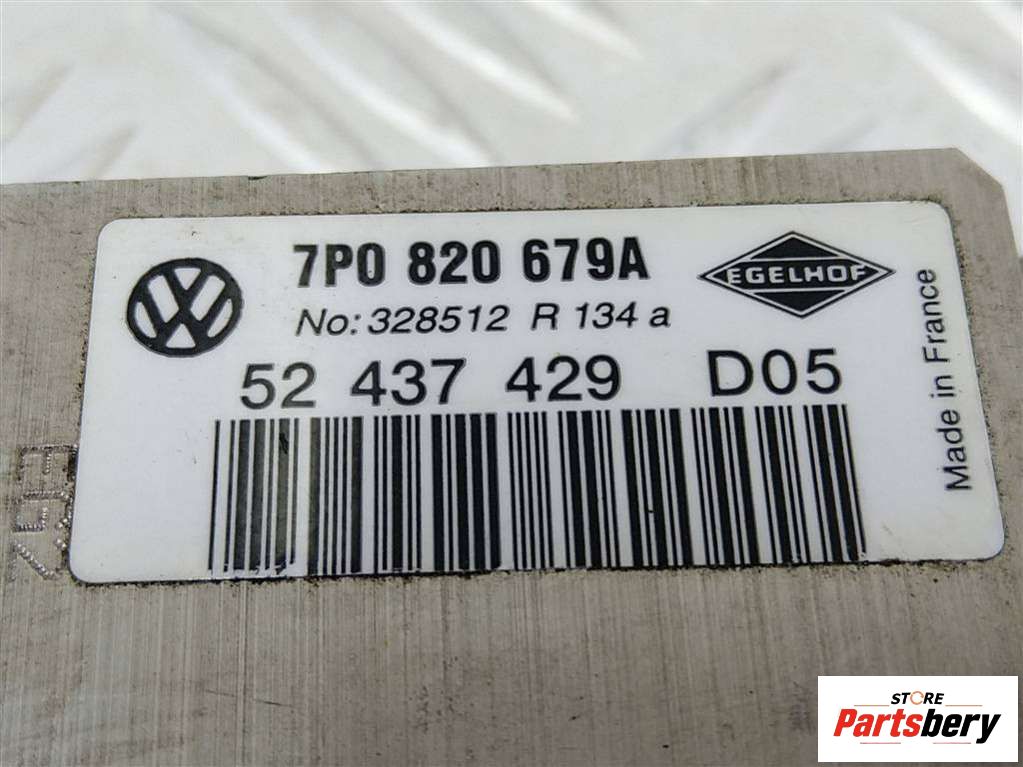 7P0 820 679A
No: 328512 R 134 a
EGELHOF
52 437 429 D05
Made in France
STORE
Partsbery